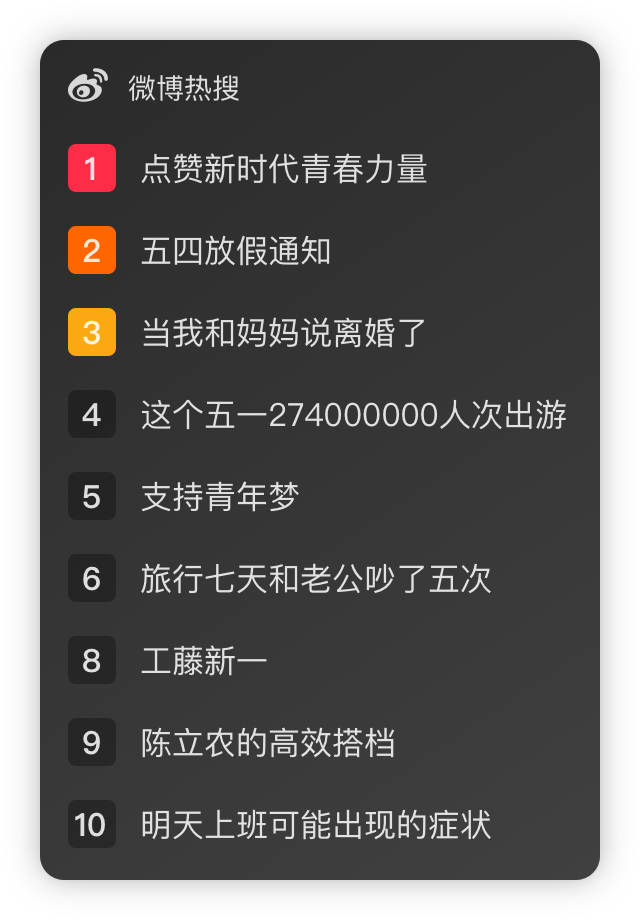 微博热搜
1 点赞新时代青春力量
2 五四放假通知
3 当我和妈妈说离婚了
4 这个五一274000000人次出游
5 支持青年梦
6 旅行七天和老公吵了五次
8 工藤新一
9 陈立农的高效搭档
10 明天上班可能出现的症状